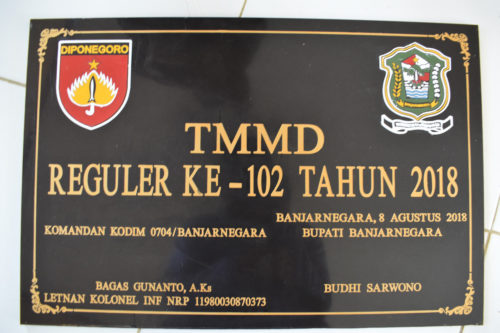 DIPONEGORO
TMMD
REGULER KE - 102 TAHUN 2018
BANJARNEGARA, 8 AGUSTUS 2018
KOMANDAN KODIM 0704/BANJARNEGARA
BUPATI BANJARNEGARA
BAGAS GUNANTO, A.Ks
LETNAN KOLONEL INF NRP 11980030870373
BUDHI SARWONO